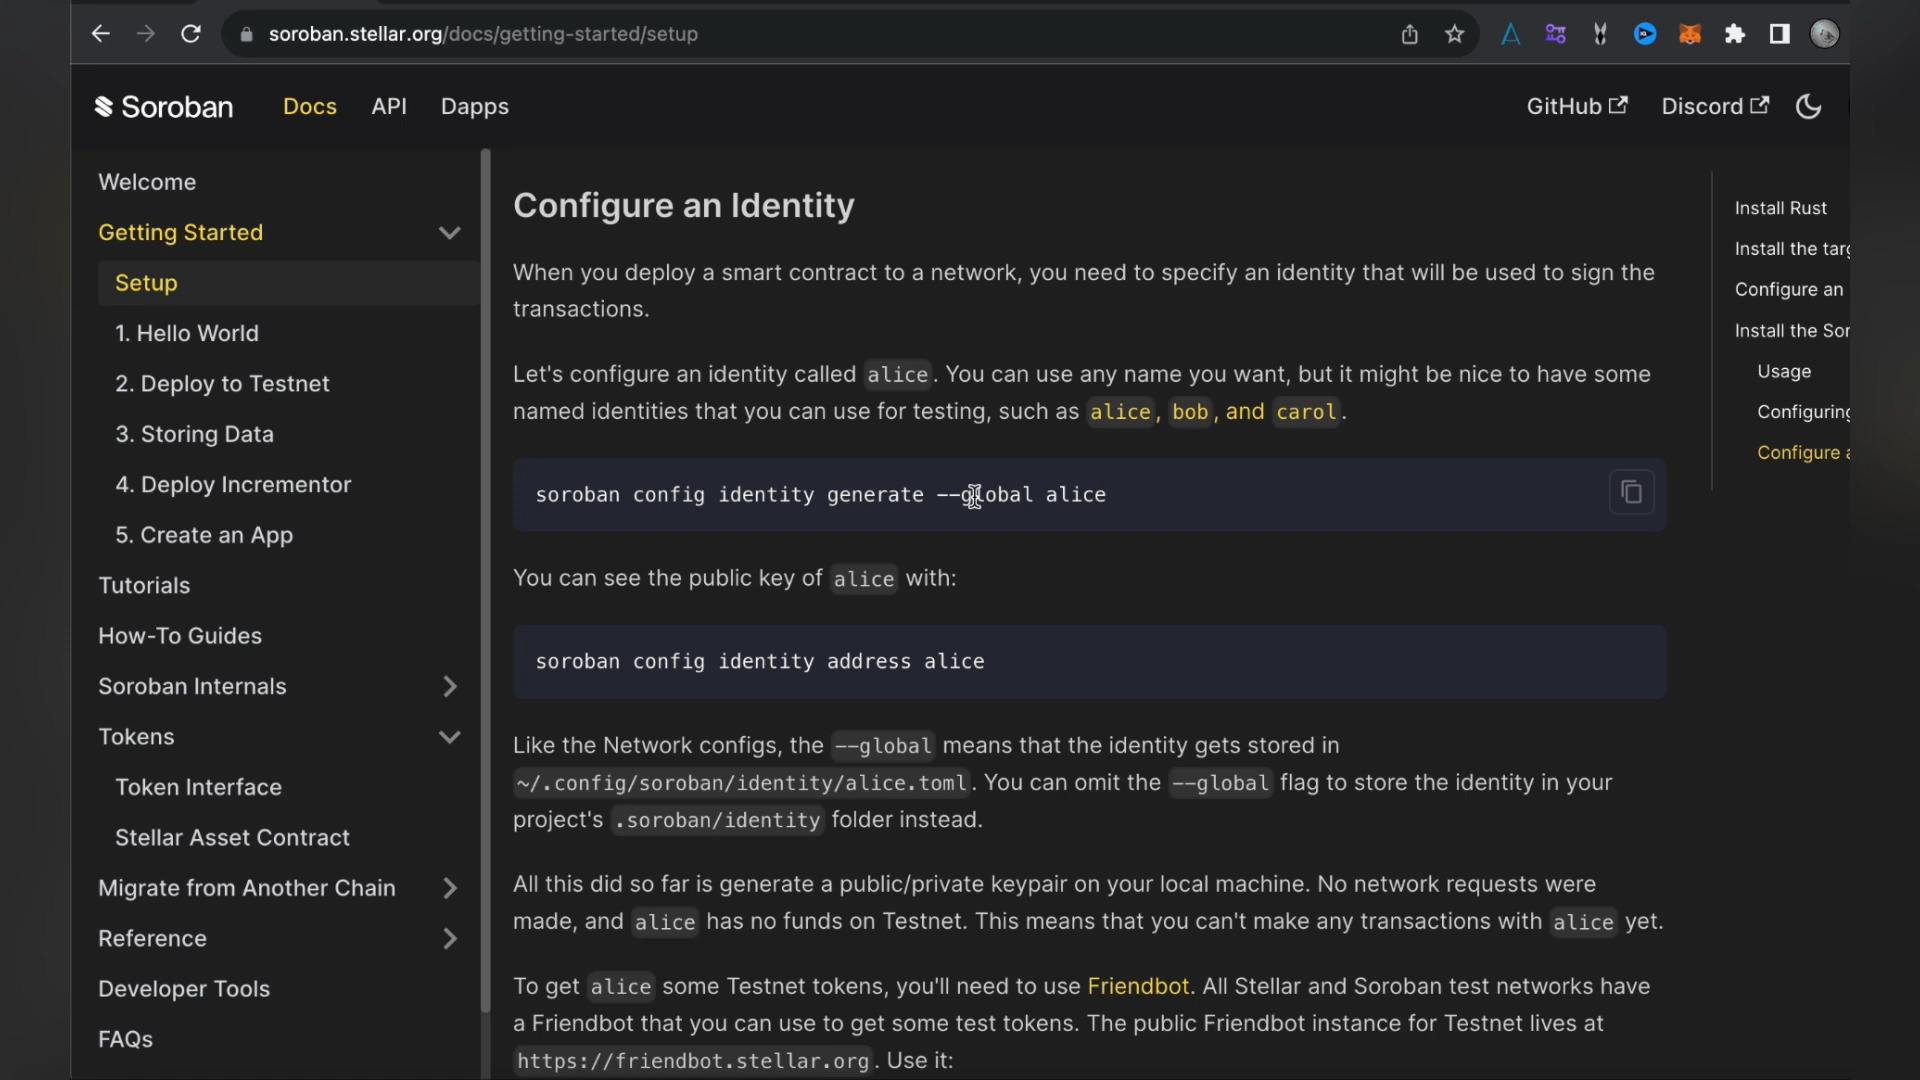 soroban.stellar.org/docs/getting-started/setup
Soroban
Docs
API
Dapps
GitHub
Discord
Welcome
Getting Started
Setup
1. Hello World
2. Deploy to Testnet
3. Storing Data
4. Deploy Incrementor
5. Create an App
Tutorials
How-To Guides
Soroban Internals
Tokens
Token Interface
Stellar Asset Contract
Migrate from Another Chain
Reference
Developer Tools
FAQs
Configure an Identity
When you deploy a smart contract to a network, you need to specify an identity that will be used to sign the
transactions.
Let's configure an identity called alice. You can use any name you want, but it might be nice to have some
named identities that you can use for testing, such as alice, bob, and carol.
soroban config identity generate --global alice
You can see the public key of alice with:
soroban config identity address alice
Like the Network configs, the --global means that the identity gets stored in
~/.config/soroban/identity/alice.toml. You can omit the --global flag to store the identity in your
project's .soroban/identity folder instead.
All this did so far is generate a public/private keypair on your local machine. No network requests were
made, and alice has no funds on Testnet. This means that you can't make any transactions with alice yet.
To get alice some Testnet tokens, you'll need to use Friendbot. All Stellar and Soroban test networks have
a Friendbot that you can use to get some test tokens. The public Friendbot instance for Testnet lives at
https://friendbot.stellar.org. Use it:
Install Rust
Install the
Configure an
Install the
Usage
Configuring
Configure